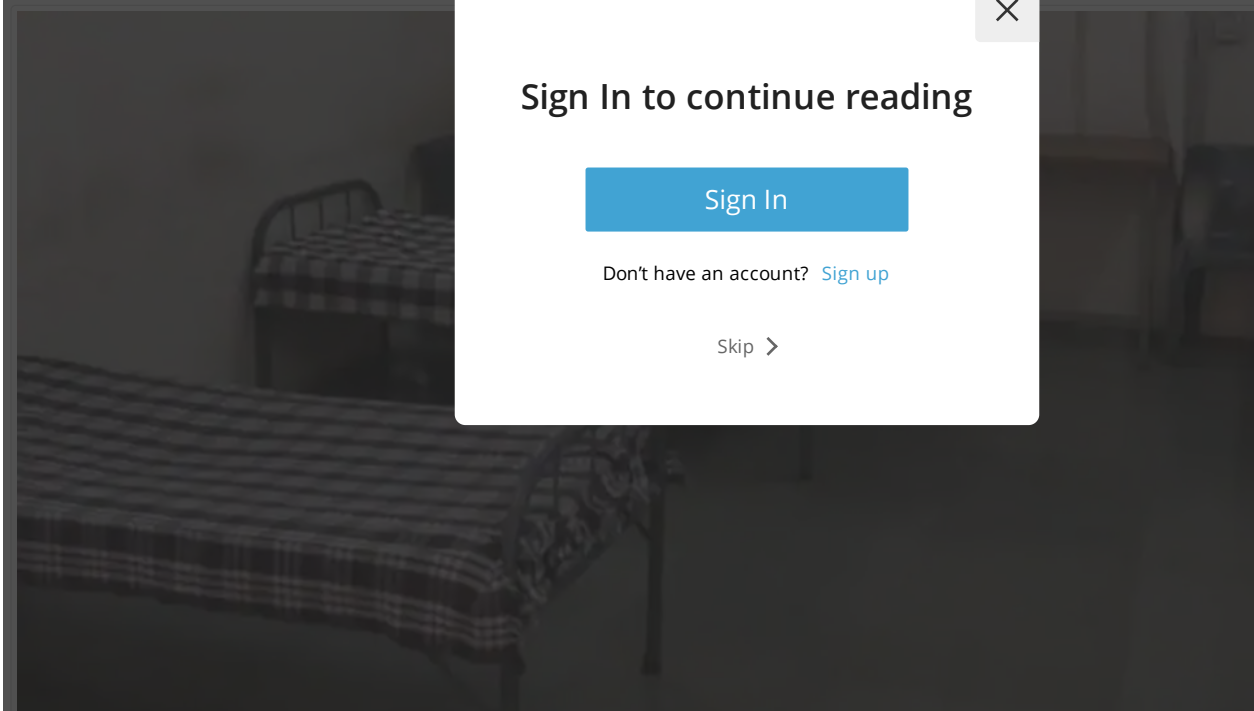 Sign In to continue reading
Sign In
Don't have an account? Sign up
Skip